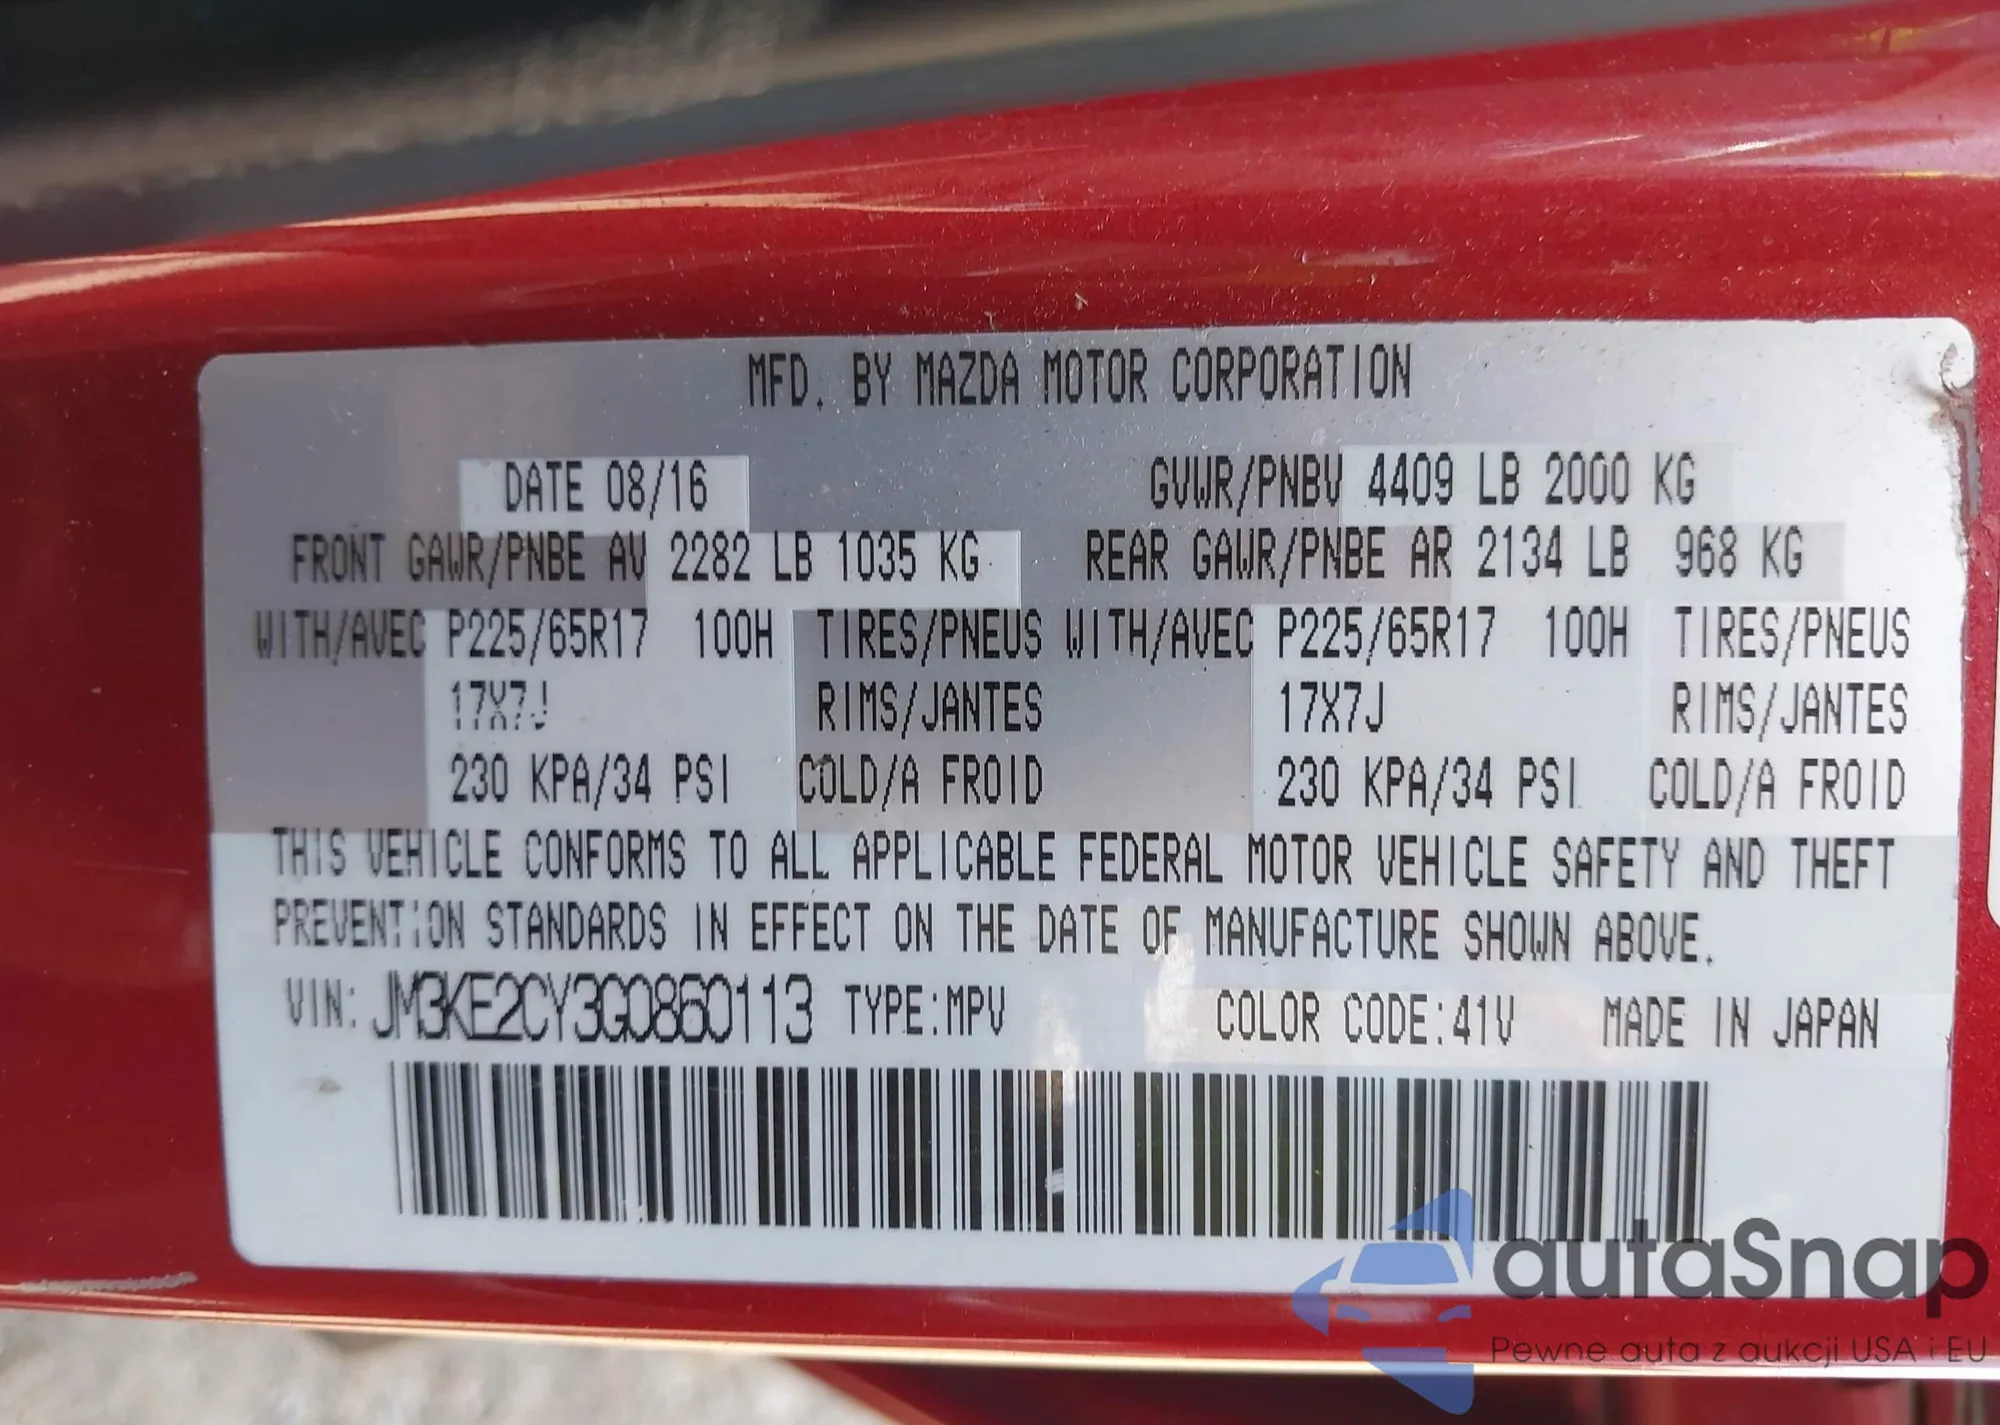 MFD. BY MAZDA MOTOR CORPORATION
DATE 08/16 GVWR/PNBV 4409 LB 2000 KG
FRONT GAWR/PNBE AV 2282 LB 1035 KG REAR GAWR/PNBE AR 2134 LB 968 KG
WITH/AVEC P225/65R17 100H TIRES/PNEUS WITH/AVEC P225/65R17 100H TIRES/PNEUS
17X7J RIMS/JANTES 17X7J RIMS/JANTES
230 KPA/34 PSI COLD/A FROID 230 KPA/34 PSI COLD/A FROID
THIS VEHICLE CONFORMS TO ALL APPLICABLE FEDERAL MOTOR VEHICLE SAFETY AND THEFT
PREVENTION STANDARDS IN EFFECT ON THE DATE OF MANUFACTURE SHOWN ABOVE.
VIN: JM3KE2CY3G0860113 TYPE:MPV COLOR CODE:41V MADE IN JAPAN
autaSnap
Pewne auta z aukcji USA i EU